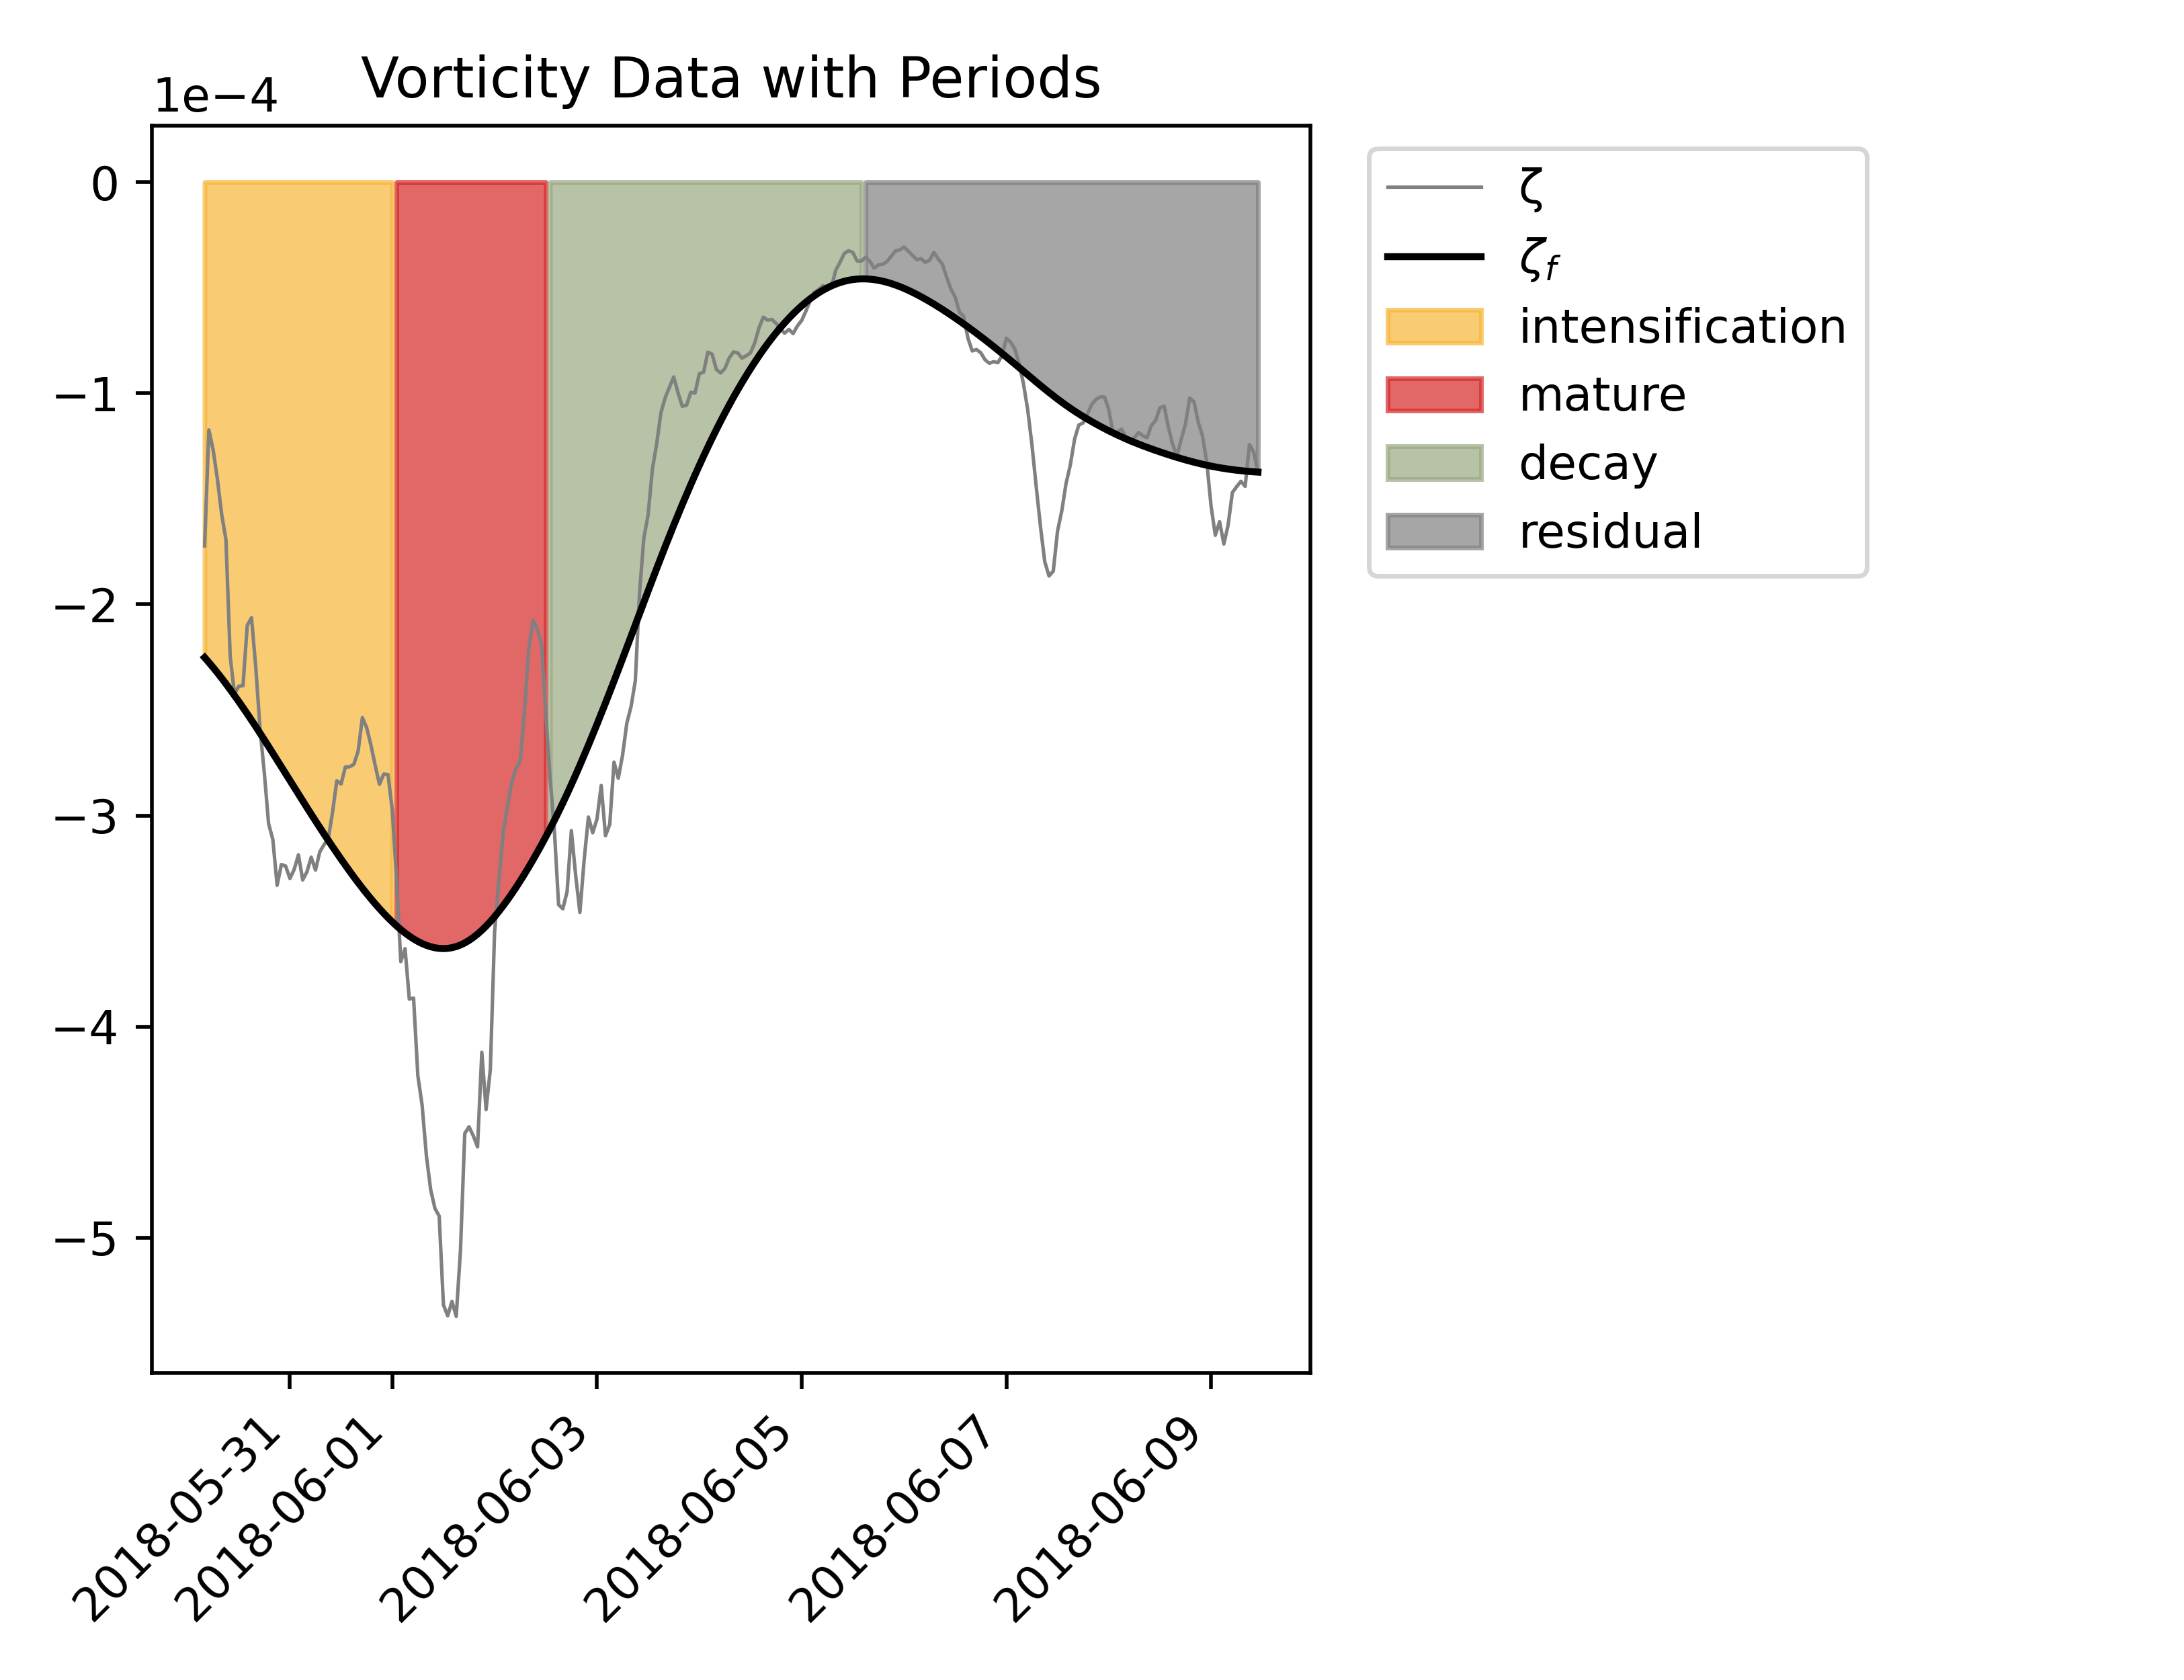 Vorticity Data with Periods
1e−4
0
−1
−2
−3
−4
−5
2018-05-31
2018-06-01
2018-06-03
2018-06-05
2018-06-07
2018-06-09
ζ
ζf
intensification
mature
decay
residual